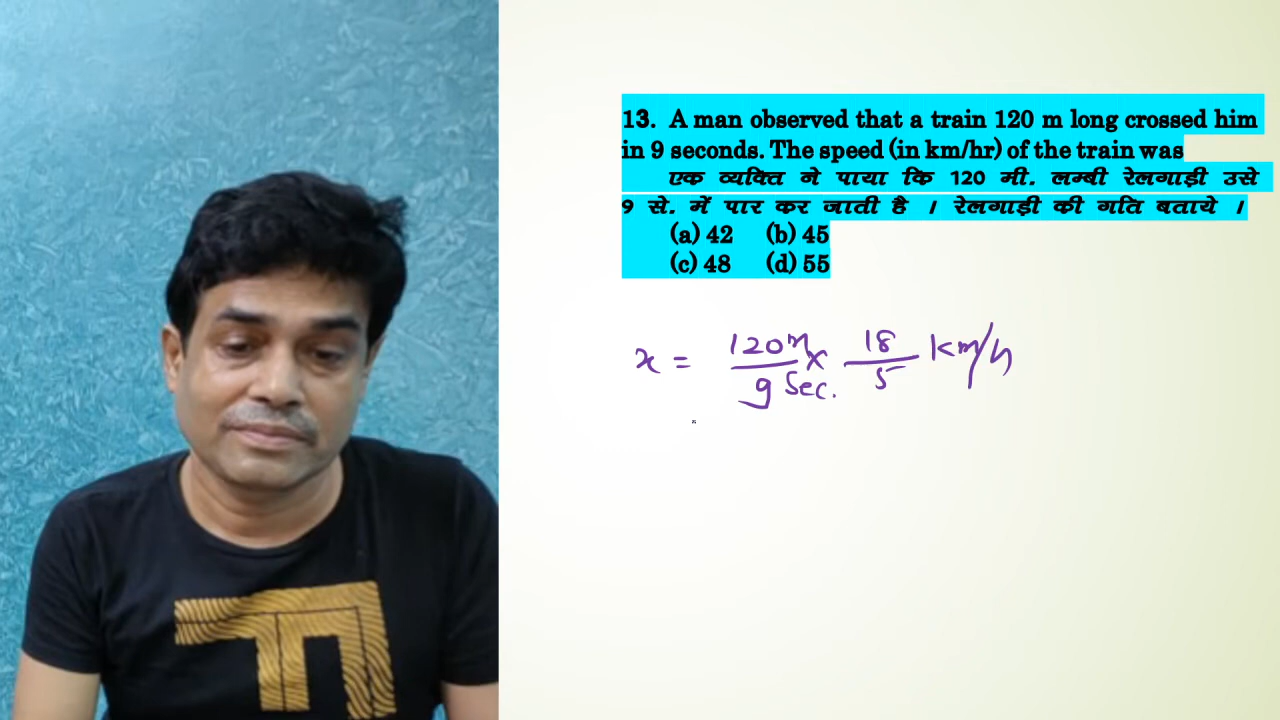 13. A man observed that a train 120 m long crossed him
in 9 seconds. The speed (in km/hr) of the train was
एक व्यक्ति ने पाया कि 120 मी. लम्बी रेलगाड़ी उसे
9 से. में पार कर जाती है । रेलगाड़ी की गति बताये ।
(a) 42 (b) 45
(c) 48 (d) 55
x = 120m/9 Sec. × 18/5 km/h